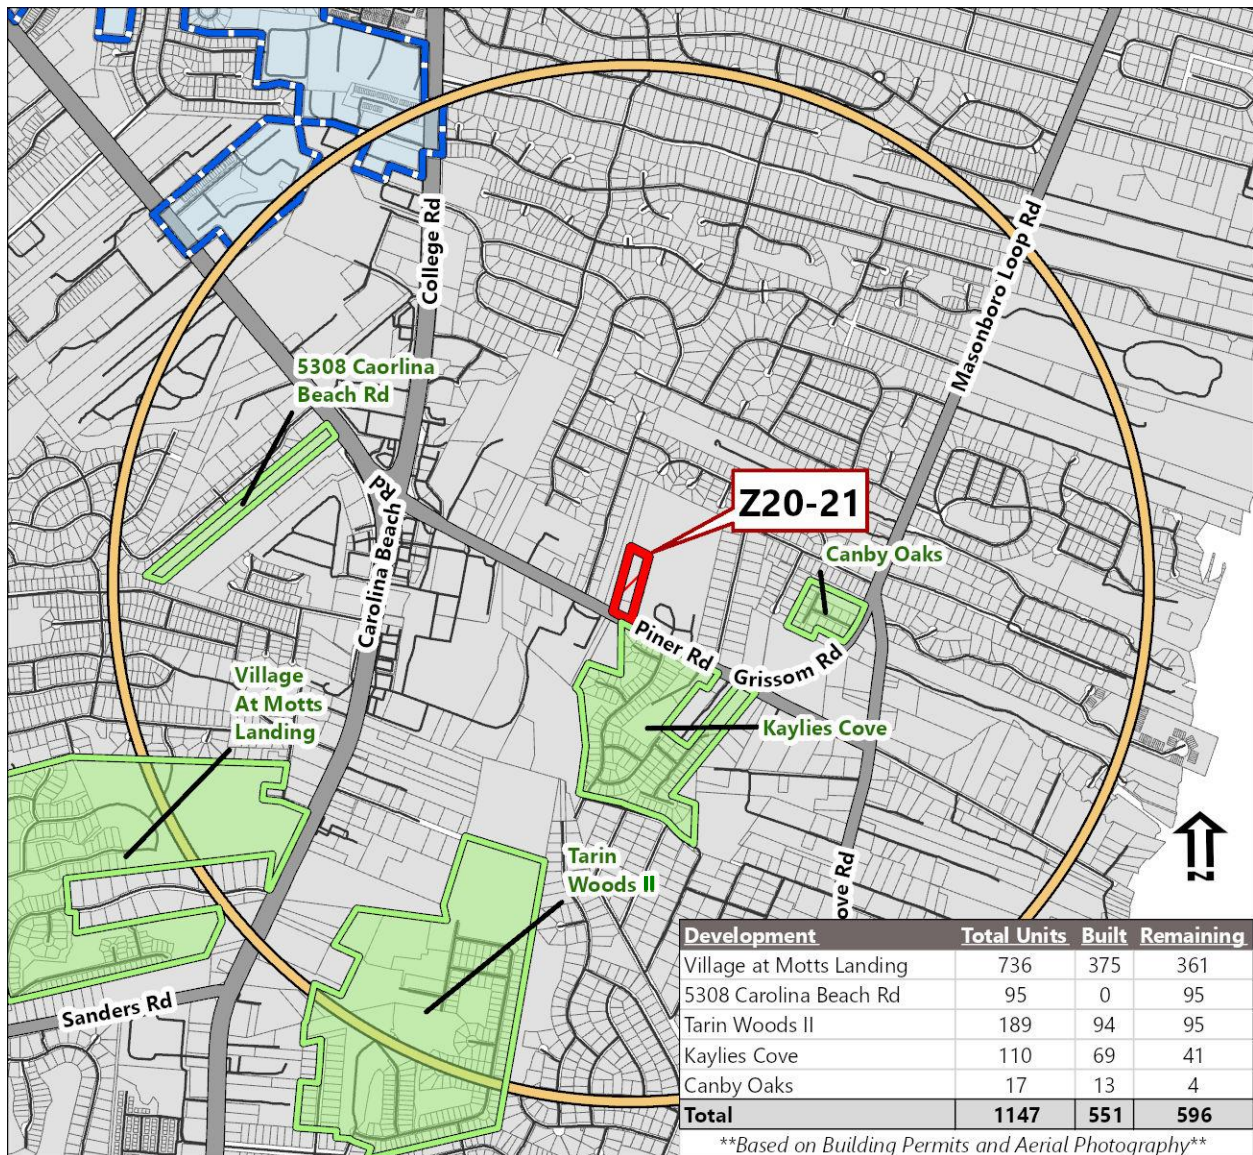 College Rd
Masonboro Loop Rd
5308 Caorlina
Beach Rd
Rd
Carolina Beach
Z20-21
Canby Oaks
Piner Rd
Grissom Rd
Village
At Motts
Landing
Kaylies Cove
Tarin
Woods II
ove Rd
Sanders Rd
N
Development Total Units Built Remaining
Village at Motts Landing 736 375 361
5308 Carolina Beach Rd 95 0 95
Tarin Woods II 189 94 95
Kaylies Cove 110 69 41
Canby Oaks 17 13 4
Total 1147 551 596
**Based on Building Permits and Aerial Photography**